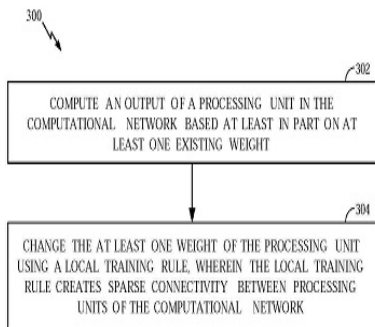 300
302
COMPUTE AN OUTPUT OF A PROCESSING UNIT IN THE
COMPUTATIONAL NETWORK BASED AT LEAST IN PART ON AT
LEAST ONE EXISTING WEIGHT
304
CHANGE THE AT LEAST ONE WEIGHT OF THE PROCESSING UNIT
USING A LOCAL TRAINING RULE, WHEREIN THE LOCAL TRAINING
RULE CREATES SPARSE CONNECTIVITY BETWEEN PROCESSING
UNITS OF THE COMPUTATIONAL NETWORK